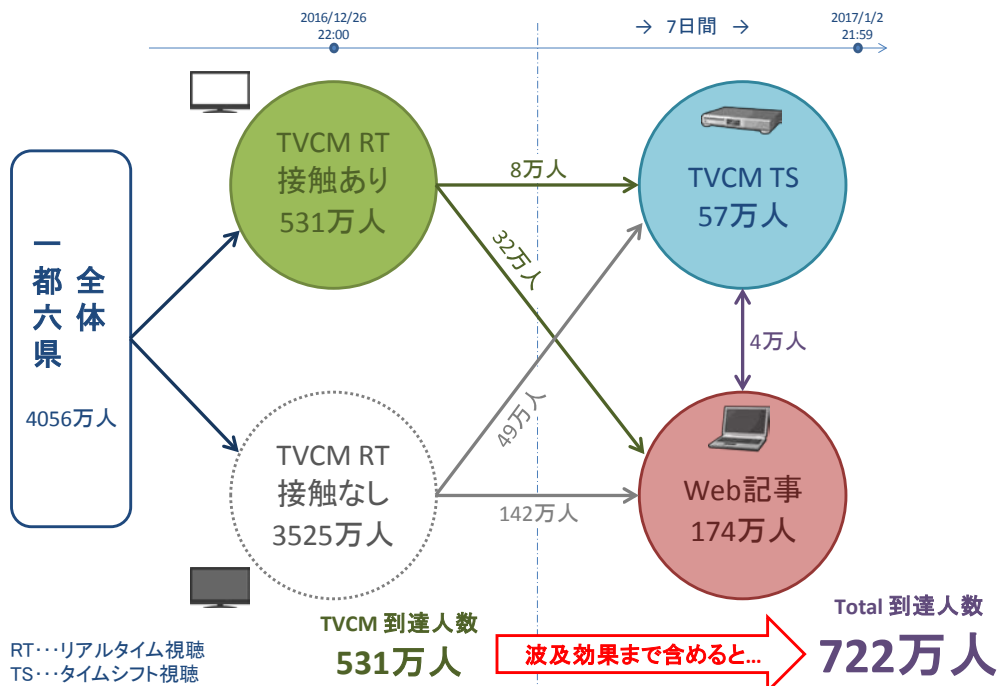 2016/12/26
22:00
→ 7日間 →
2017/1/2
21:59
一都六県
全体
4056万人
TVCM RT
接触あり
531万人
8万人
32万人
TVCM TS
57万人
4万人
TVCM RT
接触なし
3525万人
49万人
142万人
Web記事
174万人
RT･･･リアルタイム視聴
TS･･･タイムシフト視聴
TVCM 到達人数
531万人
波及効果まで含めると...
Total 到達人数
722万人